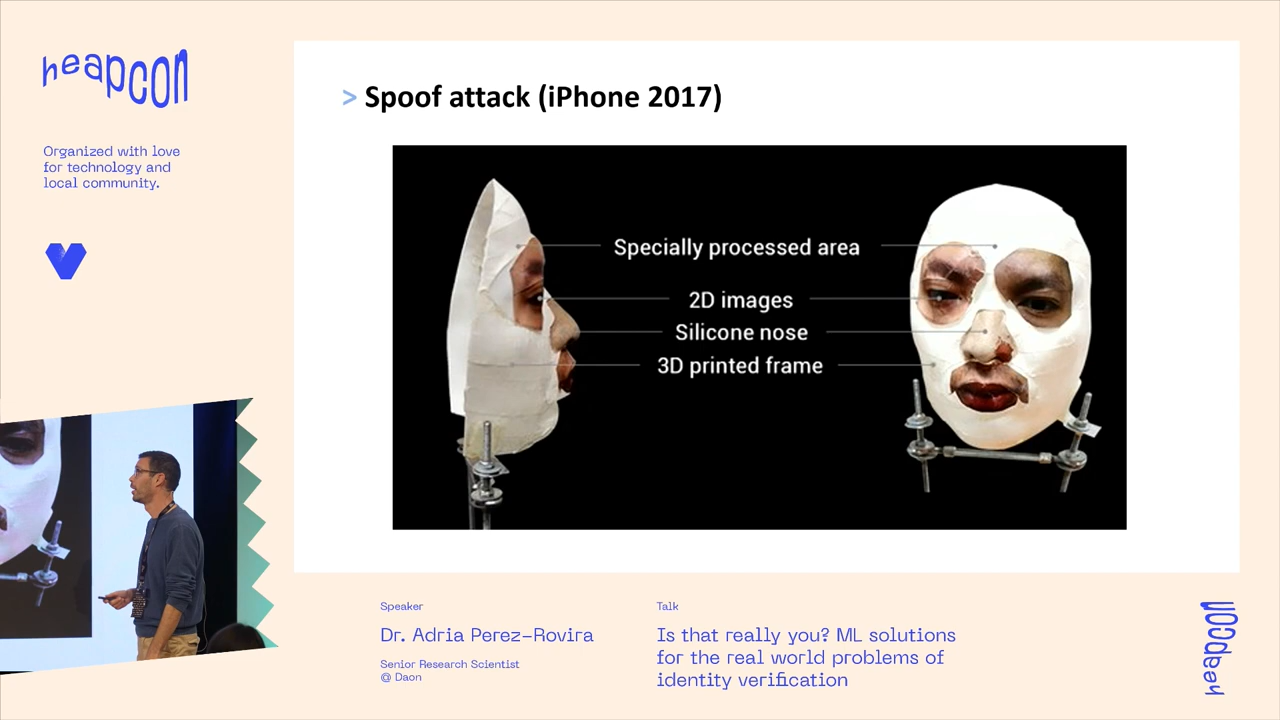 heapcon
Organized with love
for technology and
local community.
> Spoof attack (iPhone 2017)
Specially processed area
2D images
Silicone nose
3D printed frame
Speaker
Dr. Adria Perez-Rovira
Senior Research Scientist
@ Daon
Talk
Is that really you? ML solutions
for the real world problems of
identity verification
heapcon